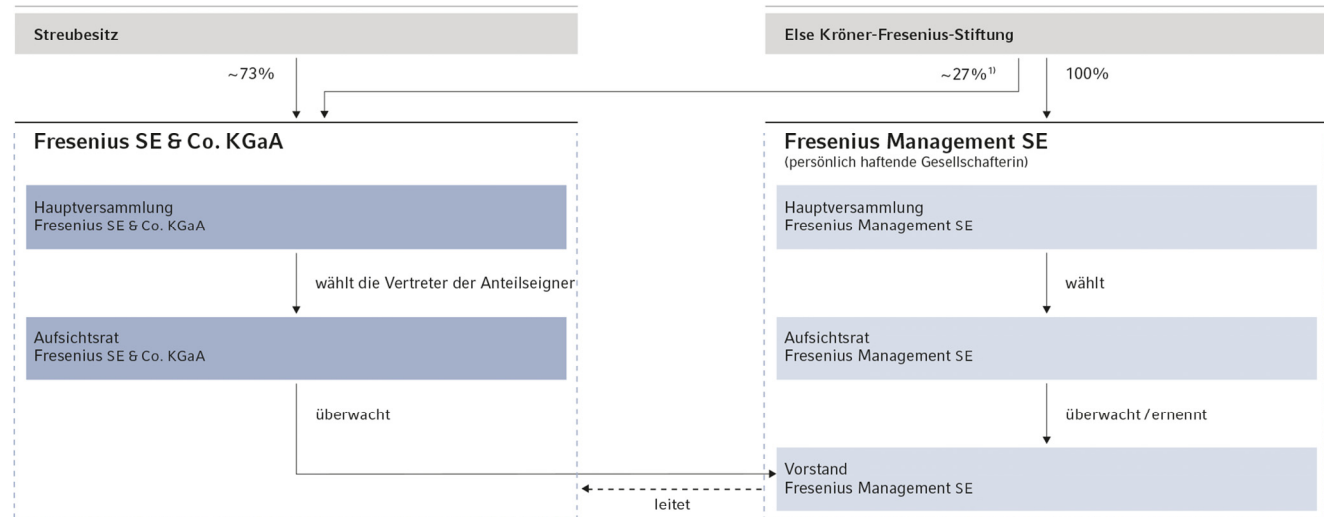 Streubesitz
Else Kröner-Fresenius-Stiftung
~73%
~27%¹⁾
100%
Fresenius SE & Co. KGaA
Fresenius Management SE
(persönlich haftende Gesellschafterin)
Hauptversammlung
Fresenius SE & Co. KGaA
Hauptversammlung
Fresenius Management SE
wählt die Vertreter der Anteilseigner
wählt
Aufsichtsrat
Fresenius SE & Co. KGaA
Aufsichtsrat
Fresenius Management SE
überwacht
überwacht/ernennt
Vorstand
Fresenius Management SE
leitet